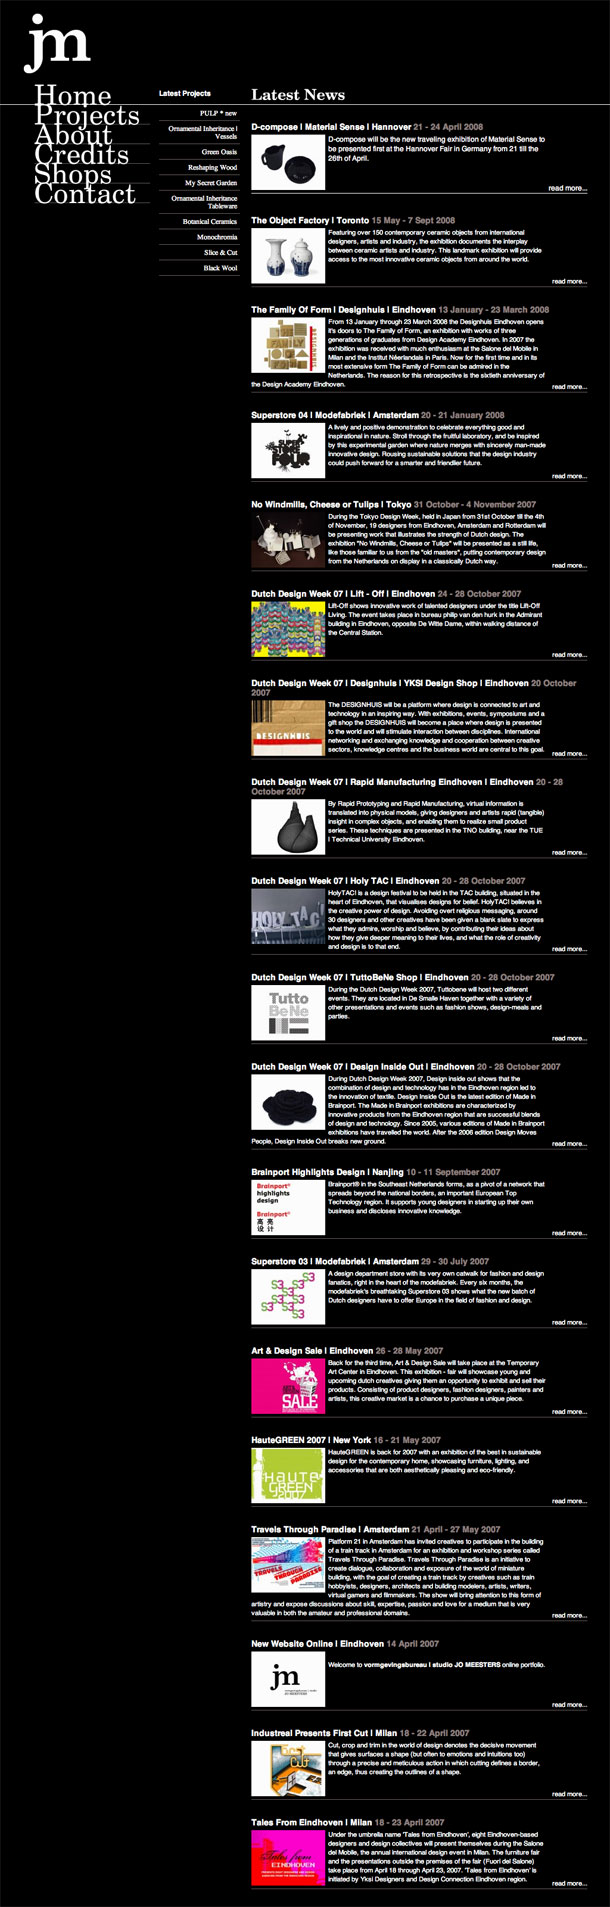 jm
Home
Projects
About
Credits
Shops
Contact
Latest Projects
PULP * new
Ornamental Inheritance |
Vessels
Green Oasis
Reshaping Wood
My Secret Garden
Ornamental Inheritance
Tableware
Botanical Ceramics
Monochromia
Slice & Cut
Black Wool
Latest News
D-compose | Material Sense | Hannover 21 - 24 April 2008
D-compose will be the new traveling exhibition of Material Sense to
be presented first at the Hannover Fair in Germany from 21 till the
26th of April.
read more...
The Object Factory | Toronto 15 May - 7 Sept 2008
Featuring over 150 contemporary ceramic objects from international
designers, artists and industry, the exhibition documents the interplay
between ceramic artists and industry. This landmark exhibition will provide
access to the most innovative ceramic objects from around the world.
read more...
The Family Of Form | Designhuis | Eindhoven 13 January - 23 March 2008
FAMILY
DESIGNHUIS
From 13 January through 23 March 2008 the Designhuis Eindhoven opens
it's doors to The Family of Form, an exhibition with works of three
generations of graduates from Design Academy Eindhoven. In 2007 the
exhibition was received with much enthusiasm at the Salone del Mobile in
Milan and the Institut Néerlandais in Paris. Now for the first time and in its
most extensive form The Family of Form can be admired in the
Netherlands. The reason for this retrospective is the sixtieth anniversary of
the Design Academy Eindhoven.
read more...
Superstore 04 | Modefabriek | Amsterdam 20 - 21 January 2008
SUPER
STORE
FOUR
A lively and positive demonstration to celebrate everything good and
inspirational in nature. Stroll through the fruitful laboratory, and be inspired
by this experimental garden where nature merges with sincerely man-made
innovative design. Rousing sustainable solutions that the design industry
could push forward for a smarter and friendlier future.
read more...
No Windmills, Cheese or Tulips | Tokyo 31 October - 4 November 2007
During the Tokyo Design Week, held in Japan from 31st October till the 4th
of November, 19 designers from Eindhoven, Amsterdam and Rotterdam will
be presenting work that illustrates the strength of Dutch design. The
exhibition "No Windmills, Cheese or Tulips" will be presented as a still life,
like those familiar to us from the "old masters", putting contemporary design
from the Netherlands on display in a classically Dutch way.
read more...
Dutch Design Week 07 | Lift - Off | Eindhoven 24 - 28 October 2007
Lift-Off shows innovative work of talented designers under the title Lift-Off
Living. The event takes place in bureau philip van den hurk in the Admirant
building in Eindhoven, opposite De Witte Dame, within walking distance of
the Central Station.
read more...
Dutch Design Week 07 | Designhuis | YKSI Design Shop | Eindhoven 20 October
2007
DESIGNHUIS
The DESIGNHUIS will be a platform where design is connected to art and
technology in an inspiring way. With exhibitions, events, symposiums and a
gift shop the DESIGNHUIS will become a place where design is presented
to the world and will stimulate interaction between disciplines. International
networking and exchanging knowledge and cooperation between creative
sectors, knowledge centres and the business world are central to this goal.
read more...
Dutch Design Week 07 | Rapid Manufacturing Eindhoven | Eindhoven 20 - 28
October 2007
By Rapid Prototyping and Rapid Manufacturing, virtual information is
translated into physical models, giving designers and artists rapid (tangible)
insight in complex objects, and enabling them to realize small product
series. These techniques are presented in the TNO building, near the TUE
| Technical University Eindhoven.
read more...
Dutch Design Week 07 | Holy TAC | Eindhoven 20 - 28 October 2007
HOLY TAC!
HolyTAC! is a design festival to be held in the TAC building, situated in the
heart of Eindhoven, that visualises designs for belief. HolyTAC! believes in
the creative power of design. Avoiding overt religious messaging, around
30 designers and other creatives have been given a blank slate to express
what they admire, worship and believe, by contributing their ideas about
how they give deeper meaning to their lives, and what the role of creativity
and design is to that end.
read more...
Dutch Design Week 07 | TuttoBeNe Shop | Eindhoven 20 - 28 October 2007
Tutto
BeNe
During the Dutch Design Week 2007, Tuttobene will host two different
events. They are located in De Smalle Haven together with a variety of
other presentations and events such as fashion shows, design-meals and
parties.
read more...
Dutch Design Week 07 | Design Inside Out | Eindhoven 20 - 28 October 2007
During Dutch Design Week 2007, Design inside out shows that the
combination of design and technology has in the Eindhoven region led to
the innovation of textile. Design Inside Out is the latest edition of Made in
Brainport. The Made in Brainport exhibitions are characterized by
innovative products from the Eindhoven region that are successful blends
of design and technology. Since 2005, various editions of Made in Brainport
exhibitions have travelled the world. After the 2006 edition Design Moves
People, Design Inside Out breaks new ground.
read more...
Brainport Highlights Design | Nanjing 10 - 11 September 2007
Brainport®
highlights
design
Brainport®
高 亮
设 计
Brainport® in the Southeast Netherlands forms, as a pivot of a network that
spreads beyond the national borders, an important European Top
Technology region. It supports young designers in starting up their own
business and discloses innovative knowledge.
read more...
Superstore 03 | Modefabriek | Amsterdam 29 - 30 July 2007
S3 S3 S3 S3 S3 S3 S3
A design department store with its very own catwalk for fashion and design
fanatics, right in the heart of the modefabriek. Every six months, the
modefabriek's breathtaking Superstore 03 shows what the new batch of
Dutch designers have to offer Europe in the field of fashion and design.
read more...
Art & Design Sale | Eindhoven 26 - 28 May 2007
SALE
Back for the third time, Art & Design Sale will take place at the Temporary
Art Center in Eindhoven. This exhibition - fair will showcase young and
upcoming dutch creatives giving them an opportunity to exhibit and sell their
products. Consisting of product designers, fashion designers, painters and
artists, this creative market is a chance to purchase a unique piece.
read more...
HauteGREEN 2007 | New York 16 - 21 May 2007
HAUTE
GREEN
2007
HauteGREEN is back for 2007 with an exhibition of the best in sustainable
design for the contemporary home, showcasing furniture, lighting, and
accessories that are both aesthetically pleasing and eco-friendly.
read more...
Travels Through Paradise | Amsterdam 21 April - 27 May 2007
TRAVELS
THROUGH
PARADISE
Platform 21 in Amsterdam has invited creatives to participate in the building
of a train track in Amsterdam for an exhibition and workshop series called
Travels Through Paradise. Travels Through Paradise is an initiative to
create dialogue, collaboration and exposure of the world of miniature
building, with the goal of creating a train track by creatives such as train
hobbyists, designers, architects and building modelers, artists, writers,
virtual gamers and filmmakers. The show will bring attention to this form of
artistry and expose discussions about skill, expertise, passion and love for a medium that is very
valuable in both the amateur and professional domains.
read more...
New Website Online | Eindhoven 14 April 2007
jm
Welcome to vormgevingsbureau | studio JO MEESTERS online portfolio.
read more...
Industreal Presents First Cut | Milan 18 - 22 April 2007
first
cut
Cut, crop and trim in the world of design denotes the decisive movement
that gives surfaces a shape (but often to emotions and intuitions too)
through a precise and meticulous action in which cutting defines a border,
an edge, thus creating the outlines of a shape.
read more...
Tales From Eindhoven | Milan 18 - 23 April 2007
Tales from
EINDHOVEN
Under the umbrella name 'Tales from Eindhoven', eight Eindhoven-based
designers and design collectives will present themselves during the Salone
del Mobile, the annual international design event in Milan. The furniture fair
and the presentations outside the premises of the fair (Fuori del Salone)
take place from April 18 through April 23, 2007. 'Tales from Eindhoven' is
initiated by Yksi Designers and Design Connection Eindhoven region.
read more...